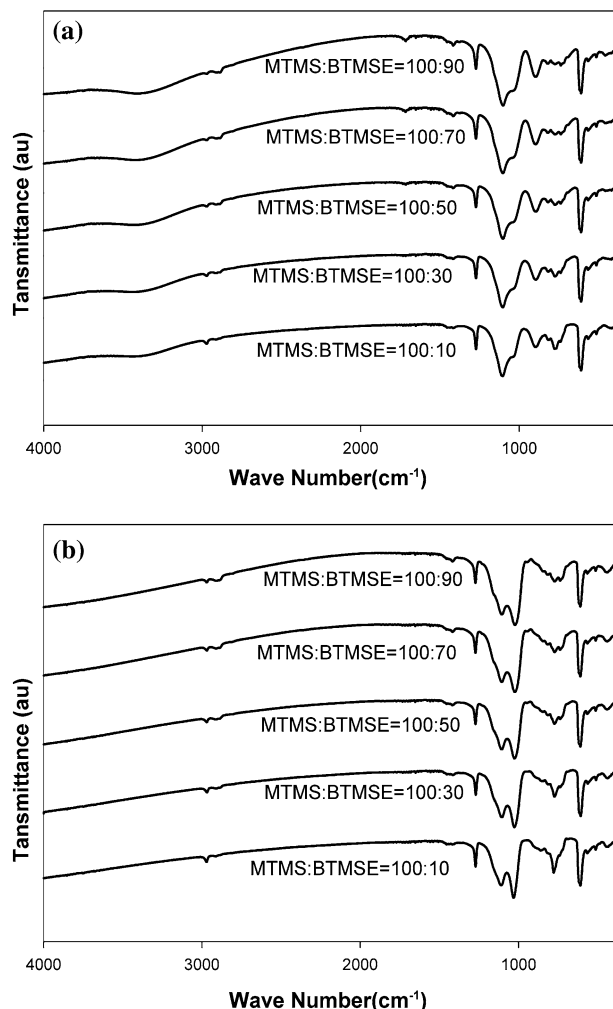 (a)
MTMS:BTMSE=100:90
MTMS:BTMSE=100:70
MTMS:BTMSE=100:50
MTMS:BTMSE=100:30
MTMS:BTMSE=100:10
Tansmittance (au)
4000 3000 2000 1000
Wave Number(cm-1)
(b)
MTMS:BTMSE=100:90
MTMS:BTMSE=100:70
MTMS:BTMSE=100:50
MTMS:BTMSE=100:30
MTMS:BTMSE=100:10
Tansmittance (au)
4000 3000 2000 1000
Wave Number(cm-1)